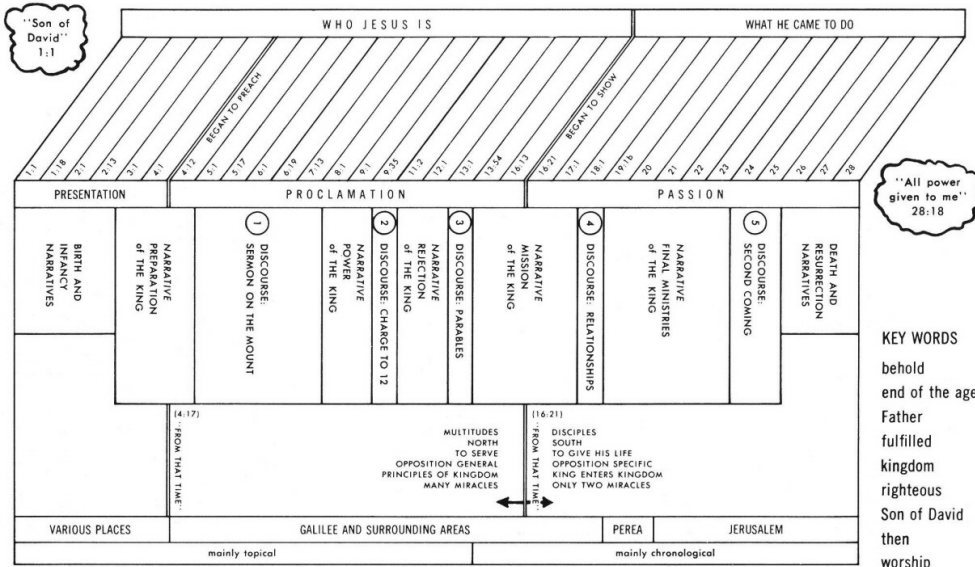 "Son of
David"
1:1
WHO JESUS IS
WHAT HE CAME TO DO
BEGAN TO PREACH
BEGAN TO SHOW
1:1
1:18
2:1
2:13
3:1
4:1
4:12
5:1
5:17
6:1
6:19
7:13
8:1
9:1
9:35
11:2
12:1
13:1
13:54
16:13
16:21
17:1
18:1
19:1b
20
21
22
23
24
25
26
27
28
"All power
given to me"
28:18
PRESENTATION
PROCLAMATION
PASSION
BIRTH AND
INFANCY
NARRATIVES
NARRATIVE
PREPARATION
of THE KING
1
DISCOURSE:
SERMON ON THE MOUNT
NARRATIVE
POWER
of THE KING
2
DISCOURSE: CHARGE TO 12
NARRATIVE
REJECTION
of THE KING
3
DISCOURSE: PARABLES
NARRATIVE
MISSION
of THE KING
4
DISCOURSE: RELATIONSHIPS
NARRATIVE
FINAL MINISTRIES
of THE KING
5
DISCOURSE:
SECOND COMING
DEATH AND
RESURRECTION
NARRATIVES
(4:17)
"FROM THAT TIME"
MULTITUDES
NORTH
TO SERVE
OPPOSITION GENERAL
PRINCIPLES OF KINGDOM
MANY MIRACLES
(16:21)
"FROM THAT TIME"
DISCIPLES
SOUTH
TO GIVE HIS LIFE
OPPOSITION SPECIFIC
KING ENTERS KINGDOM
ONLY TWO MIRACLES
VARIOUS PLACES
GALILEE AND SURROUNDING AREAS
PEREA
JERUSALEM
mainly topical
mainly chronological
KEY WORDS
behold
end of the age
Father
fulfilled
kingdom
righteous
Son of David
then
worship